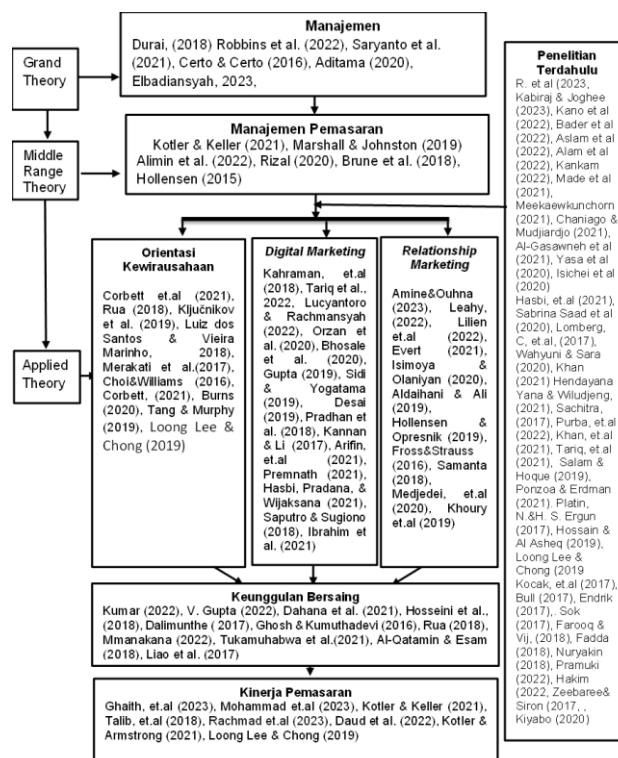 Grand
Theory
Manajemen
Durai, (2018) Robbins et al. (2022), Saryanto et al.
(2021), Certo & Certo (2016), Aditama (2020),
Elbadiansyah, 2023,
Middle
Range
Theory
Manajemen Pemasaran
Kotler & Keller (2021), Marshall & Johnston (2019)
Alimin et al. (2022), Rizal (2020), Brune et al. (2018),
Hollensen (2015)
Applied
Theory
Orientasi
Kewirausahaan
Corbett et.al (2021),
Rua (2018), Ključnikov
et al. (2019), Luiz dos
Santos & Vieira
Marinho, 2018),
Merakati et al.(2017),
Choi&Williams (2016),
Corbett, (2021), Burns
(2020), Tang & Murphy
(2019), Loong Lee &
Chong (2019)
Digital Marketing
Kahraman, et.al
(2018), Tariq et al.,
2022, Lucyantoro &
Rachmansyah
(2022), Orzan et al.
(2020), Bhosale et
al. (2020), Gupta
(2019), Sidi &
Yogatama (2019),
Desai (2019),
Pradhan et al.
(2018), Kannan &
Li (2017), Arifin,
et.al (2021),
Premnath (2021),
Hasbi, Pradana, &
Wijaksana (2021),
Saputro & Sugiono
(2018), Ibrahim et
al. (2021)
Relationship
Marketing
Amine&Ouhna
(2023), Leahy,
(2022), Lilien
et.al (2022),
Evert (2021),
Isimoya &
Olaniyan (2020),
Aldaihani & Ali
(2019),
Hollensen &
Opresnik (2019),
Fross&Strauss
(2016), Samanta
(2018),
Medjedei, et.al
(2020), Khoury
et.al (2019)
Keunggulan Bersaing
Kumar (2022), V. Gupta (2022), Dahana et al. (2021), Hosseini et al.,
(2018), Dalimunthe ( 2017), Ghosh & Kumuthadevi (2016), Rua (2018),
Mmanakana (2022), Tukamuhabwa et al.(2021), Al-Qatamin & Esam
(2018), Liao et al. (2017)
Kinerja Pemasaran
Ghaith, et.al (2023), Mohammad et.al (2023), Kotler & Keller (2021),
Talib, et.al (2018), Rachmad et.al (2023), Daud et al. (2022), Kotler &
Armstrong (2021), Loong Lee & Chong (2019)
Penelitian
Terdahulu
R. et al (2023,
Kabiraj & Joghee
(2023), Kano et al
(2022), Bader et al
(2022), Aslam et al
(2022), Alam et al
(2022), Kankam
(2022), Made et al
(2021),
Meekaewkunchorn
(2021), Chaniago &
Mudjiardjo (2021),
Al-Gasawneh et al
(2021), Yasa et al
(2020), Isichei et al
(2020)
Hasbi, et.al (2021),
Sabrina Saad et al
(2020), Lomberg,
C, et al, (2017),
Wahyuni & Sara
(2020), Khan
(2021) Hendayana
Yana & Wiludjeng,
(2021), Sachitra,
(2017), Purba, et.al
(2022), Khan, et.al
(2021), Tariq, et.al
(2021), Salam &
Hoque (2019),
Ponzoa & Erdman
(2021). Platin,
N.&H. S. Ergun
(2017), Hossain &
Al Asheq (2019),
Loong Lee &
Chong (2019
Kocak, et.al (2017),
Bull (2017), Endrik
(2017),. Sok
(2017), Farooq &
Vij, (2018), Fadda
(2018), Nuryakin
(2018), Pramuki
(2022), Hakim
(2022, Zeebaree&
Siron (2017, ,
Kiyabo (2020)